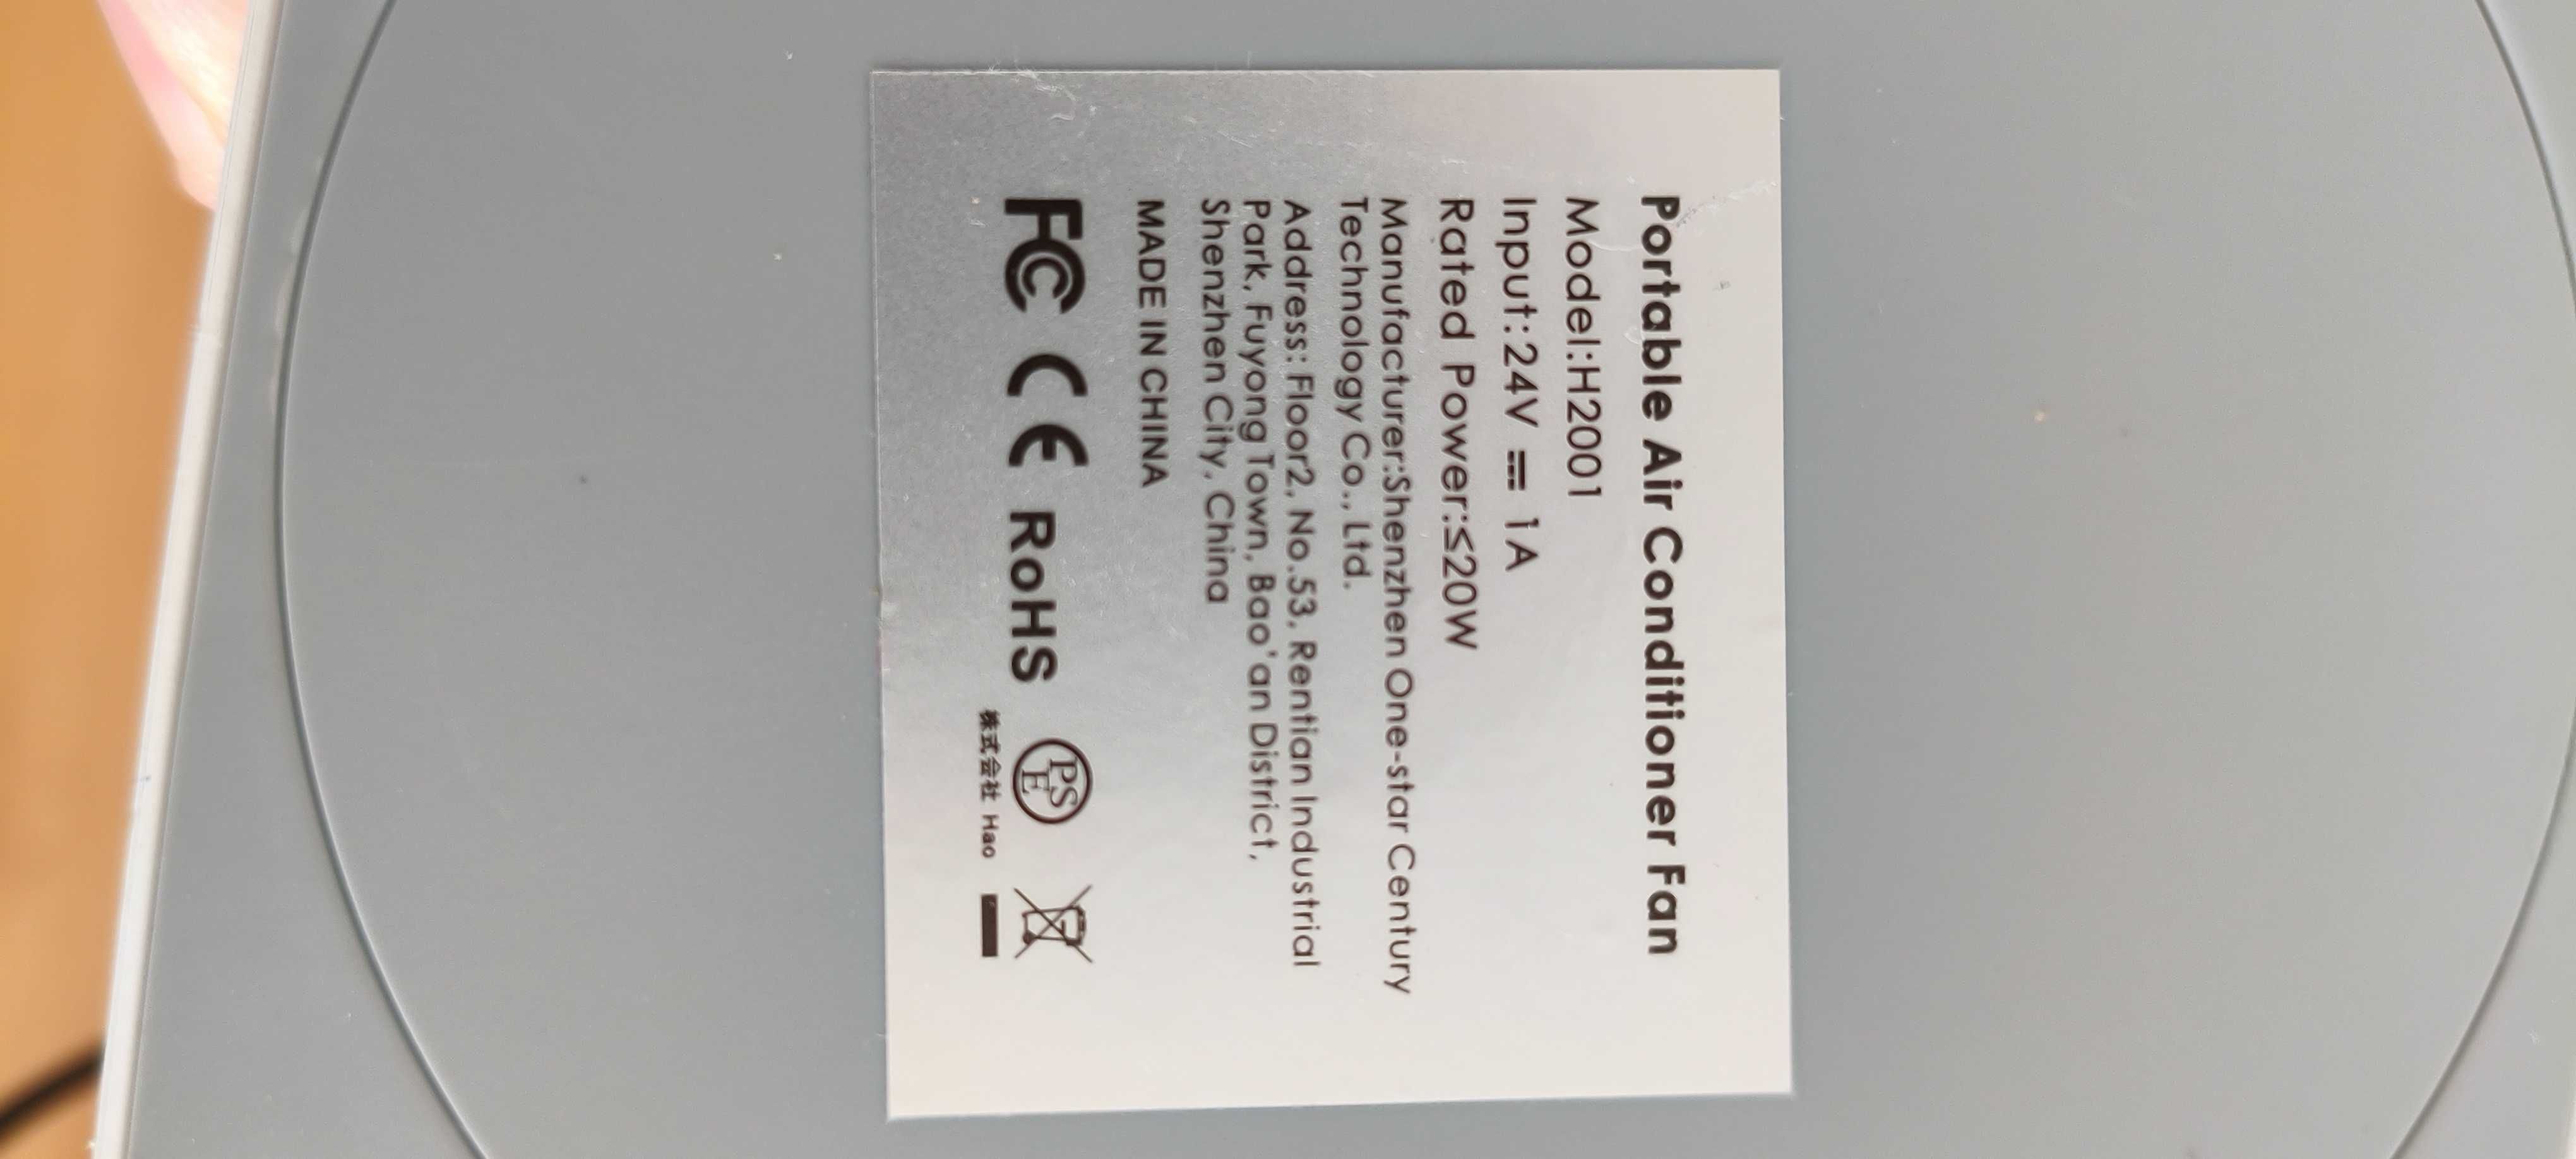 Portable Air Conditioner Fan
Model:H2001
Input:24V ⎓ 1A
Rated Power:≤20W
Manufacturer:Shenzhen One-star Century
Technology Co., Ltd.
Address: Floor2, No.53, Rentian Industrial
Park, Fuyong Town, Bao'an District,
Shenzhen City, China
MADE IN CHINA
FC CE RoHS PSE
株式会社 Hao